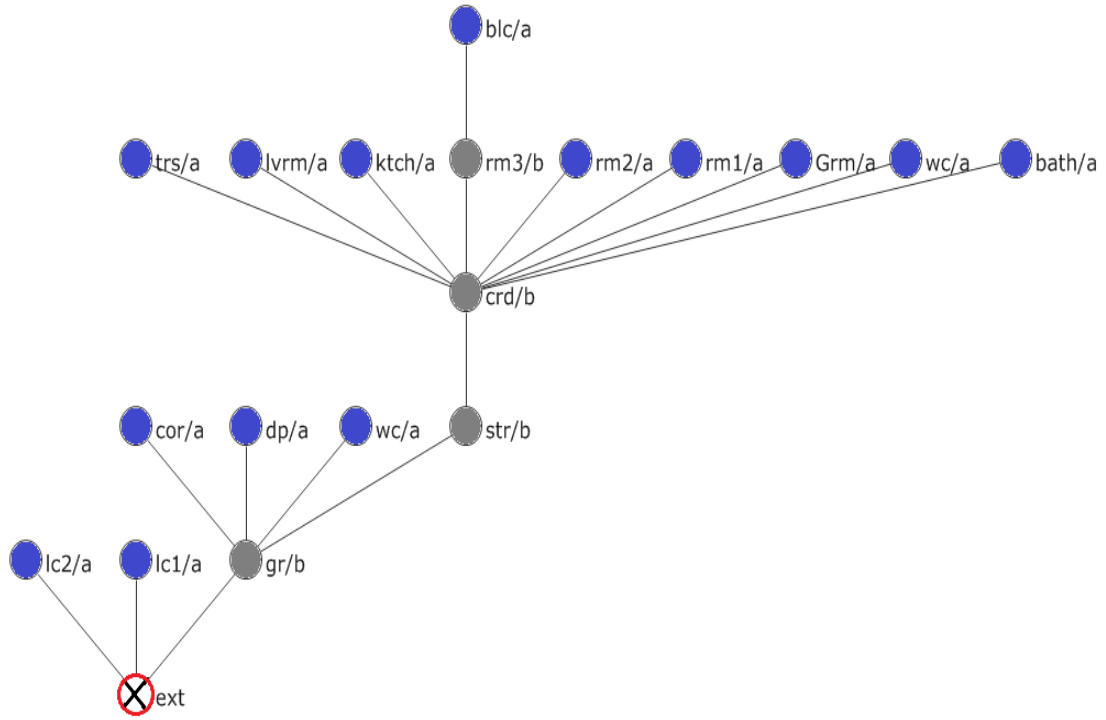 blc/a
trs/a lvrm/a ktch/a rm3/b rm2/a rm1/a Grm/a wc/a bath/a
crd/b
cor/a dp/a wc/a str/b
lc2/a lc1/a gr/b
ext